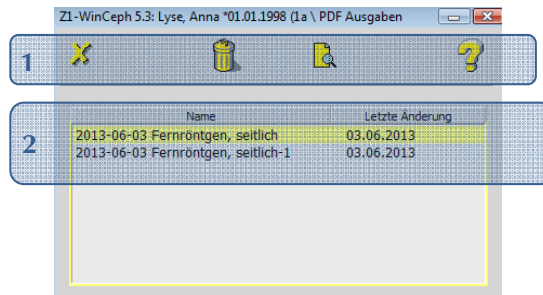 Z1-WinCeph 5.3: Lyse, Anna *01.01.1998 (1a \ PDF Ausgaben
1
2
Name Letzte Änderung
2013-06-03 Fernröntgen, seitlich 03.06.2013
2013-06-03 Fernröntgen, seitlich-1 03.06.2013